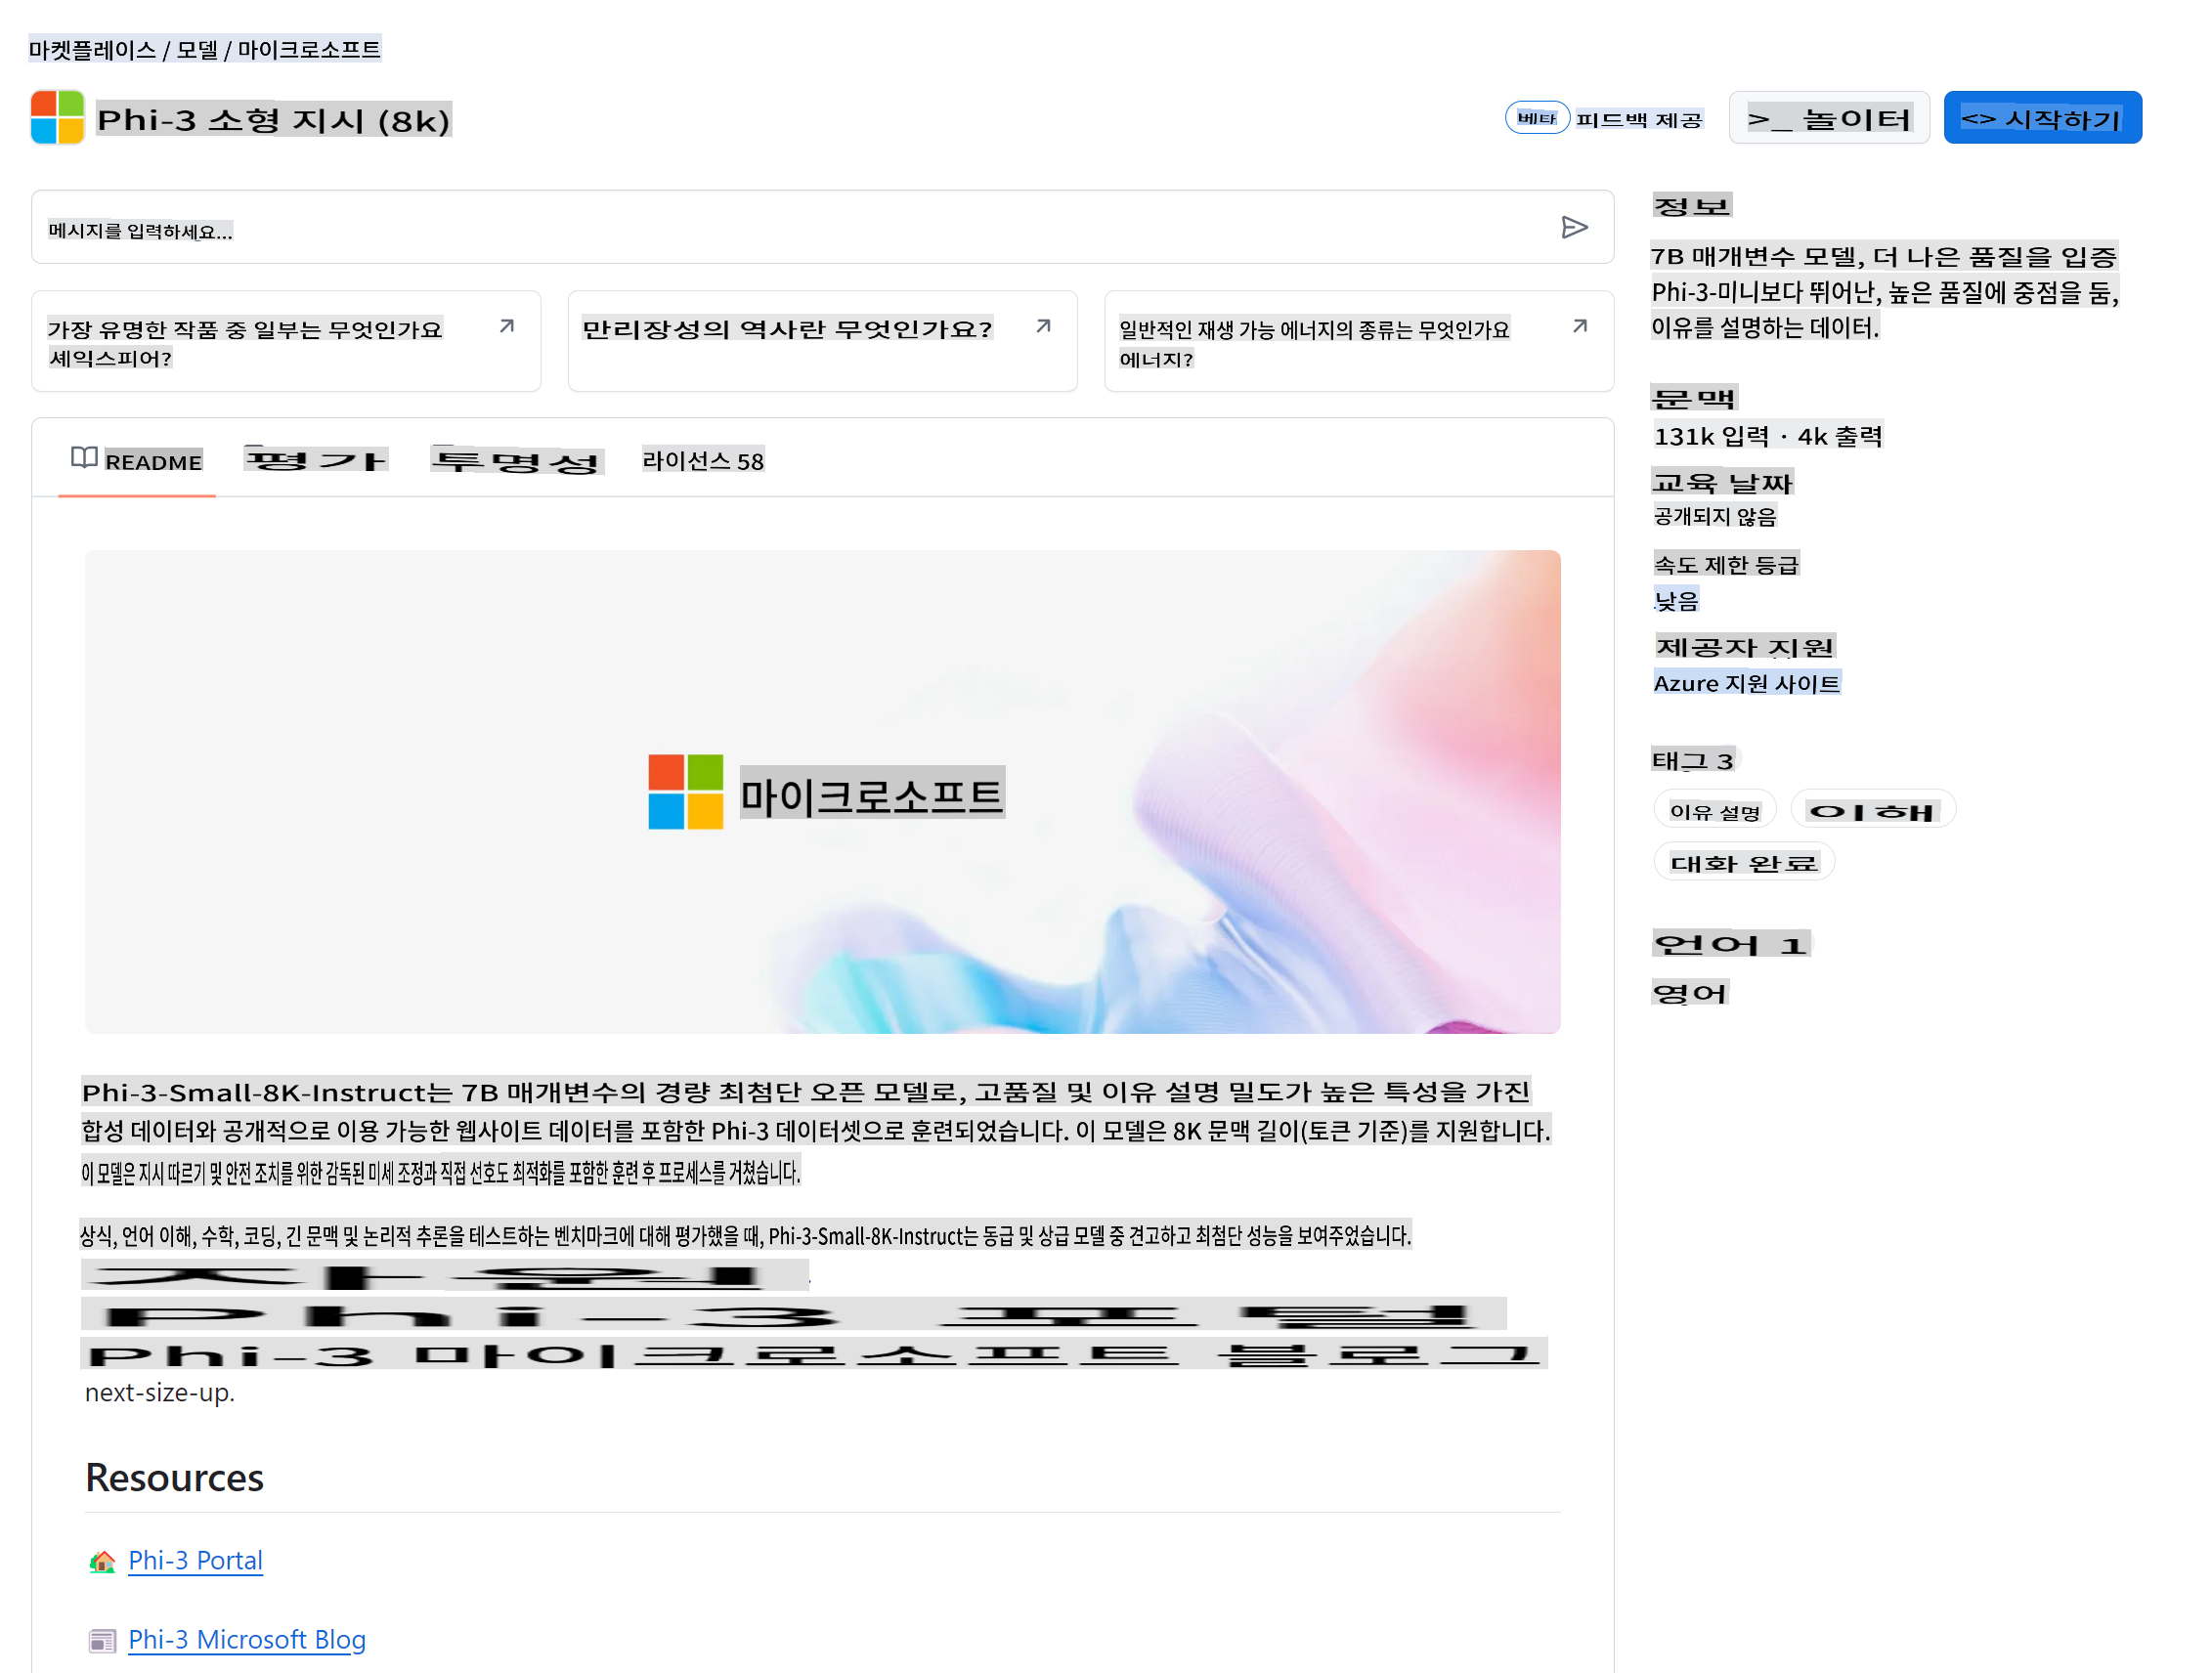 마켓플레이스 / 모델 / 마이크로소프트
Phi-3 소형 지시 (8k)
베타 피드백 제공
>_ 놀이터
<> 시작하기
메시지를 입력하세요...
가장 유명한 작품 중 일부는 무엇인가요
셰익스피어?
만리장성의 역사란 무엇인가요?
일반적인 재생 가능 에너지의 종류는 무엇인가요
에너지?
README
평가
투명성
라이선스 58
마이크로소프트
Phi-3-Small-8K-Instruct는 7B 매개변수의 경량 최첨단 오픈 모델로, 고품질 및 이유 설명 밀도가 높은 특성을 가진
합성 데이터와 공개적으로 이용 가능한 웹사이트 데이터를 포함한 Phi-3 데이터셋으로 훈련되었습니다. 이 모델은 8K 문맥 길이(토큰 기준)를 지원합니다.
이 모델은 지시 따르기 및 안전 조치를 위한 감독된 미세 조정과 직접 선호도 최적화를 포함한 훈련 후 프로세스를 거쳤습니다.
상식, 언어 이해, 수학, 코딩, 긴 문맥 및 논리적 추론을 테스트하는 벤치마크에 대해 평가했을 때, Phi-3-Small-8K-Instruct는 동급 및 상급 모델 중 견고하고 최첨단 성능을 보여주었습니다.
자원
Phi-3 포털
Phi-3 마이크로소프트 블로그
next-size-up.
Resources
Phi-3 Portal
Phi-3 Microsoft Blog
정보
7B 매개변수 모델, 더 나은 품질을 입증
Phi-3-미니보다 뛰어난, 높은 품질에 중점을 둠,
이유를 설명하는 데이터.
문맥
131k 입력 · 4k 출력
교육 날짜
공개되지 않음
속도 제한 등급
낮음
제공자 지원
Azure 지원 사이트
태그 3
이유 설명
이해
대화 완료
언어 1
영어